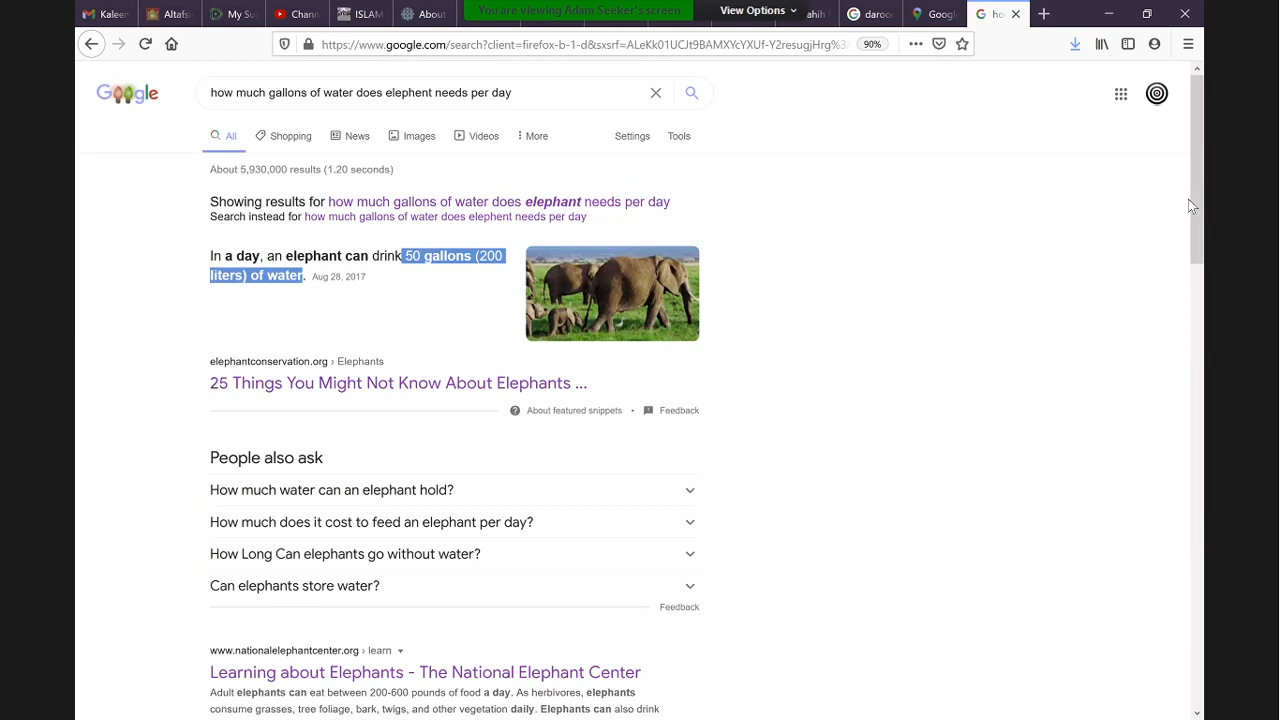 You are viewing Adam Seeker's screen
View Options
Kaleen
Altafs
My Su
Chann
ISLAM
About
ahih
daroo
Google
ho
https://www.google.com/search?client=firefox-b-1-d&sxsrf=ALeKk01UCJt9BAMXYcYXUf-Y2resugjHrg%3
90%
Google
how much gallons of water does elephent needs per day
All
Shopping
News
Images
Videos
More
Settings
Tools
About 5,930,000 results (1.20 seconds)
Showing results for how much gallons of water does elephant needs per day
Search instead for how much gallons of water does elephent needs per day
In a day, an elephant can drink 50 gallons (200
liters) of water. Aug 28, 2017
elephantconservation.org › Elephants
25 Things You Might Not Know About Elephants ...
About featured snippets • Feedback
People also ask
How much water can an elephant hold?
How much does it cost to feed an elephant per day?
How Long Can elephants go without water?
Can elephants store water?
Feedback
www.nationalelephantcenter.org › learn
Learning about Elephants - The National Elephant Center
Adult elephants can eat between 200-600 pounds of food a day. As herbivores, elephants
consume grasses, tree foliage, bark, twigs, and other vegetation daily. Elephants can also drink